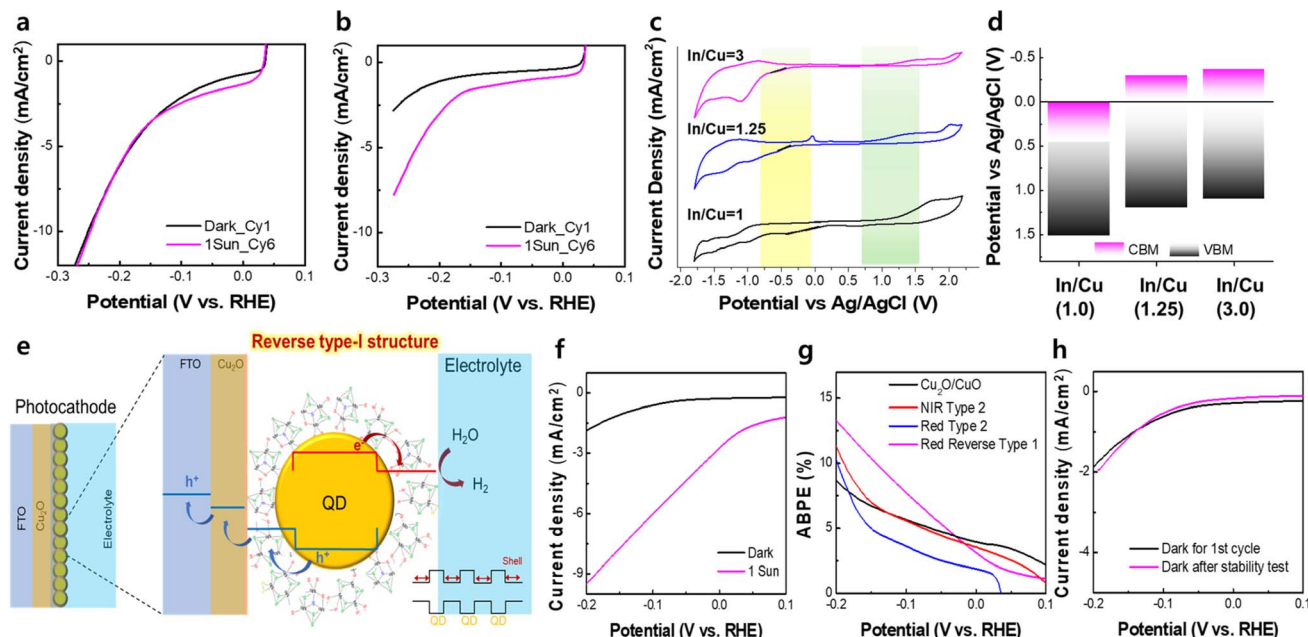 a
Current density (mA/cm²)
0
-5
-10
Dark_Cy1
1Sun_Cy6
-0.3
-0.2
-0.1
0.0
0.1
Potential (V vs. RHE)
b
Current density (mA/cm²)
0
-5
-10
Dark_Cy1
1Sun_Cy6
-0.3
-0.2
-0.1
0.0
0.1
Potential (V vs. RHE)
c
Current Density (mA/cm²)
In/Cu=3
In/Cu=1.25
In/Cu=1
-2.0
-1.5
-1.0
-0.5
0.0
0.5
1.0
1.5
2.0
Potential vs Ag/AgCl (V)
d
Potential vs Ag/AgCl (V)
-0.5
0.0
0.5
1.0
1.5
CBM
VBM
In/Cu
(1.0)
In/Cu
(1.25)
In/Cu
(3.0)
e
Reverse type-I structure
Photocathode
FTO
Cu₂O
Electrolyte
FTO
Cu₂O
h⁺
QD
e⁻
h⁺
Electrolyte
H₂O
H₂
Shell
QD QD QD
f
Current density (mA/cm²)
0
-3
-6
-9
Dark
1 Sun
-0.2
-0.1
0.0
0.1
Potential (V vs. RHE)
g
ABPE (%)
15
10
5
0
Cu₂O/CuO
NIR Type 2
Red Type 2
Red Reverse Type 1
-0.2
-0.1
0.0
0.1
Potential (V vs. RHE)
h
Current density (mA/cm²)
0
-2
-4
Dark for 1st cycle
Dark after stability test
-0.2
-0.1
0.0
0.1
Potential (V vs. RHE)